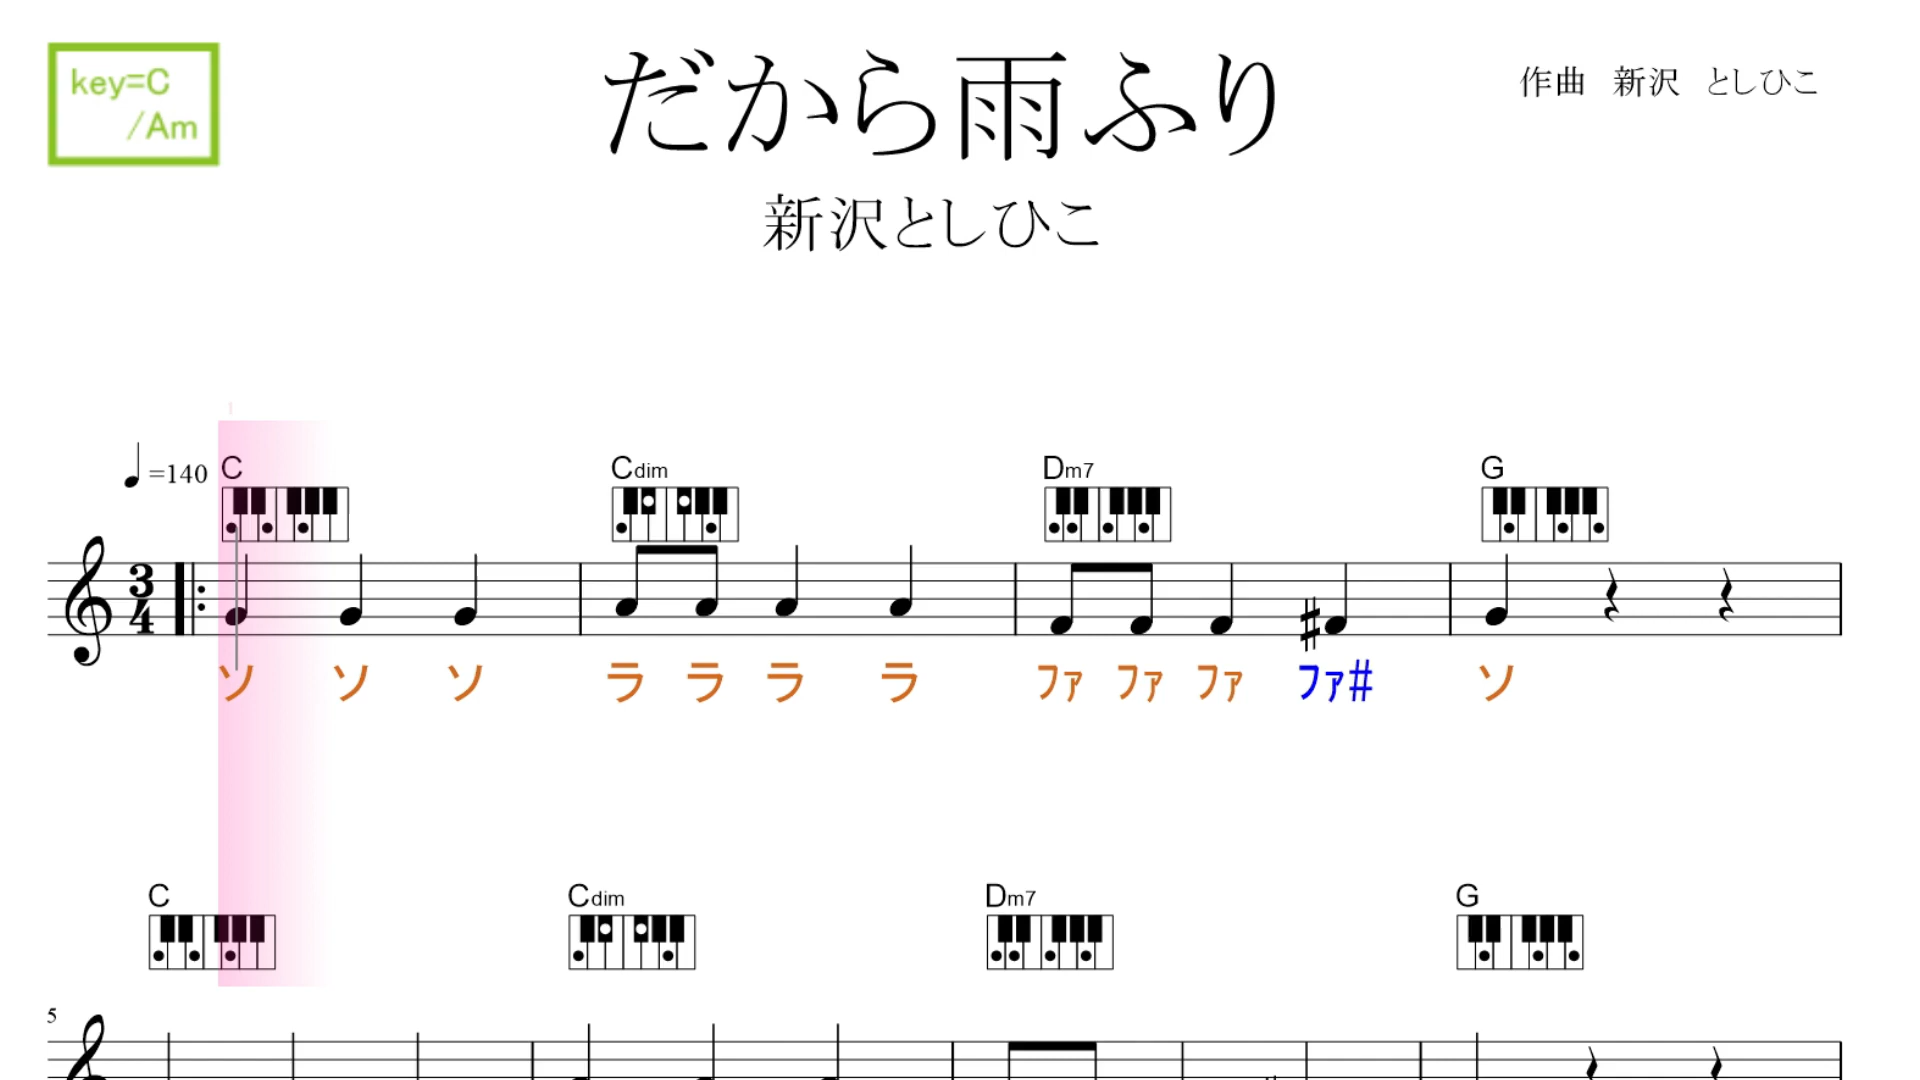 key=C
/Am
だから雨ふり
作曲 新沢 としひこ
新沢としひこ
=140 C Cdim Dm7 G
3
4
ソ ソ ソ ラ ラ ラ ラ ファ ファ ファ ファ# ソ
C Cdim Dm7 G
5